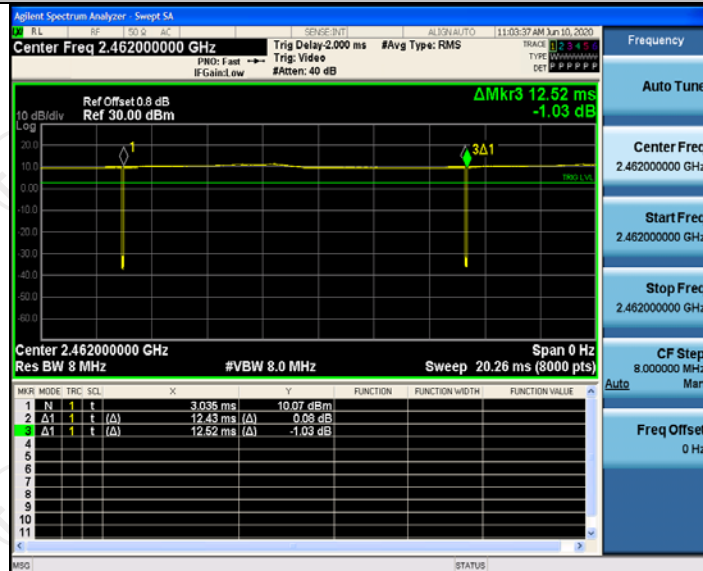 Agilent Spectrum Analyzer - Swept SA
RL RF 50 Ω AC SENSE:INT ALIGNAUTO 11:03:37 AM Jun 10, 2020
Center Freq 2.462000000 GHz
PNO: Fast
IFGain:Low
Trig Delay-2.000 ms
Trig: Video
#Atten: 40 dB
#Avg Type: RMS
TRACE 1 2 3 4 5 6
TYPE
DET P P P P P P
Ref Offset 0.8 dB
Ref 30.00 dBm
10 dB/div
Log
ΔMkr3 12.52 ms
-1.03 dB
20.0
10.0
0.00
-10.0
-20.0
-30.0
-40.0
-50.0
-60.0
1
3Δ1
TRIG LVL
Center 2.462000000 GHz Span 0 Hz
Res BW 8 MHz #VBW 8.0 MHz Sweep 20.26 ms (8000 pts)
MKR MODE TRC SCL X Y FUNCTION FUNCTION WIDTH FUNCTION VALUE
1 N 1 t 3.035 ms 10.07 dBm
2 Δ1 1 t (Δ) 12.43 ms (Δ) 0.08 dB
3 Δ1 1 t (Δ) 12.52 ms (Δ) -1.03 dB
4
5
6
7
8
9
10
11
MSG STATUS
Frequency
Auto Tune
Center Freq
2.462000000 GHz
Start Freq
2.462000000 GHz
Stop Freq
2.462000000 GHz
CF Step
8.000000 MHz
Auto Man
Freq Offset
0 Hz